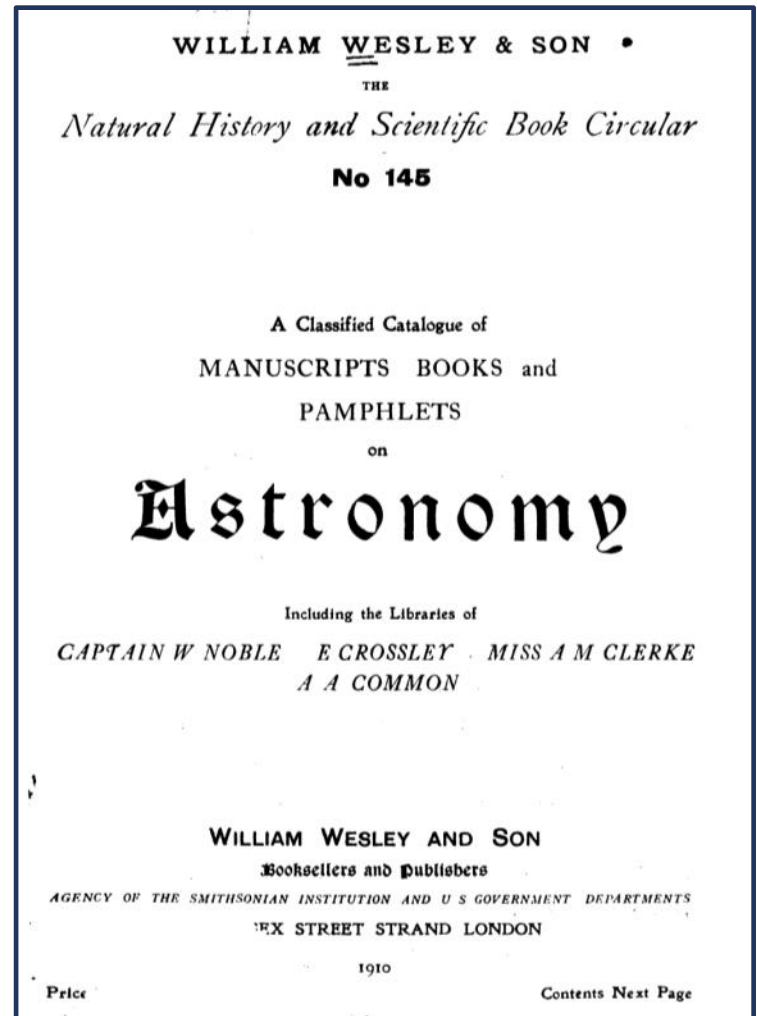 WILLIAM WESLEY & SON
THE
Natural History and Scientific Book Circular
No 145
A Classified Catalogue of
MANUSCRIPTS BOOKS and
PAMPHLETS
on
Astronomy
Including the Libraries of
CAPTAIN W NOBLE E CROSSLEY MISS A M CLERKE
A A COMMON
WILLIAM WESLEY AND SON
Booksellers and Publishers
AGENCY OF THE SMITHSONIAN INSTITUTION AND U S GOVERNMENT DEPARTMENTS
STREET STRAND LONDON
1910
Price Contents Next Page